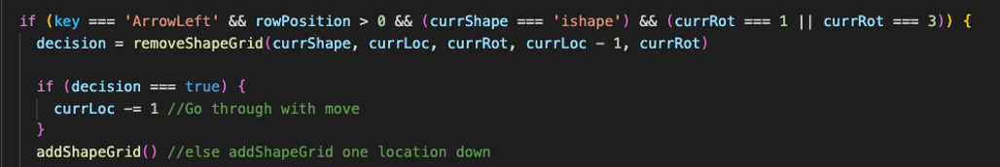 if (key === 'ArrowLeft' && rowPosition > 0 && (currShape === 'ishape') && (currRot === 1 || currRot === 3)) {
decision = removeShapeGrid(currShape, currLoc, currRot, currLoc - 1, currRot)
if (decision === true) {
currLoc -= 1 //Go through with move
}
addShapeGrid() //else addShapeGrid one location down